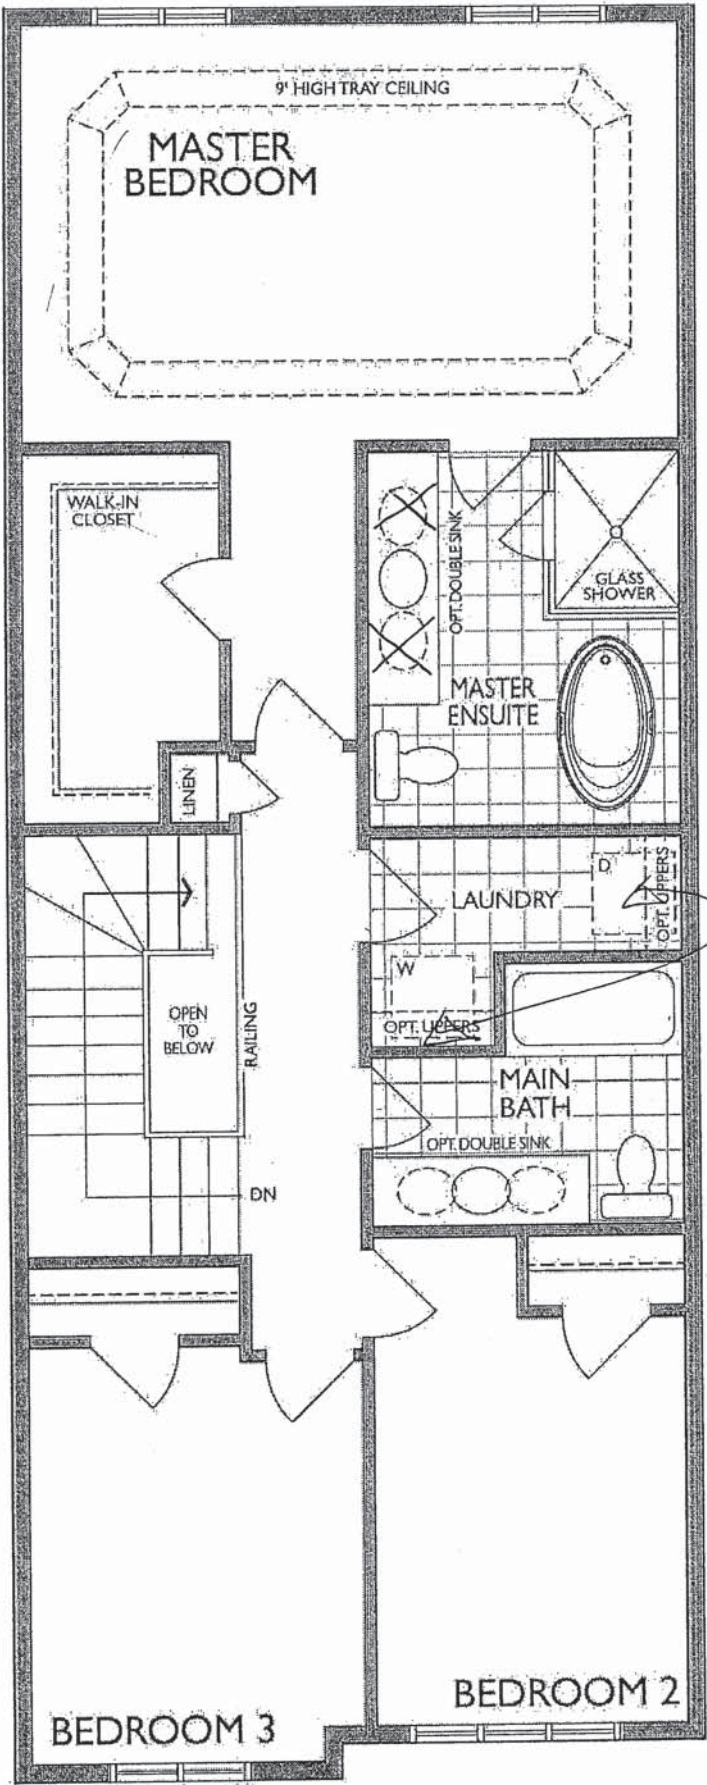 9' HIGH TRAY CEILING
MASTER
BEDROOM
WALK-IN
CLOSET
OPT. DOUBLE SINK
GLASS
SHOWER
MASTER
ENSUITE
LINEN
LAUNDRY
D
OPT. UPPERS
W
OPT. UPPERS
OPEN
TO
BELOW
RAILING
MAIN
BATH
OPT. DOUBLE SINK
DN
BEDROOM 2
BEDROOM 3